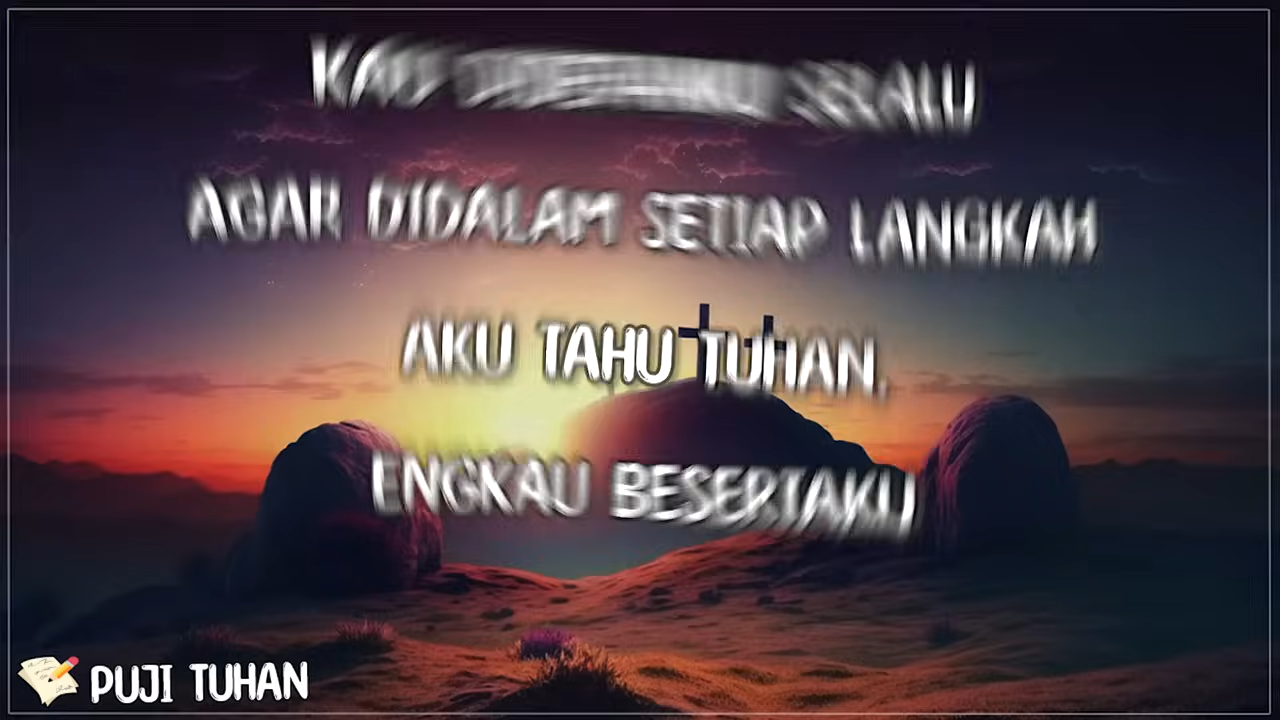 KAU SELALU
AGAR DIDALAM SETIAP LANGKAH
AKU TAHU TUHAN,
ENGKAU BESERTAKU
PUJI TUHAN